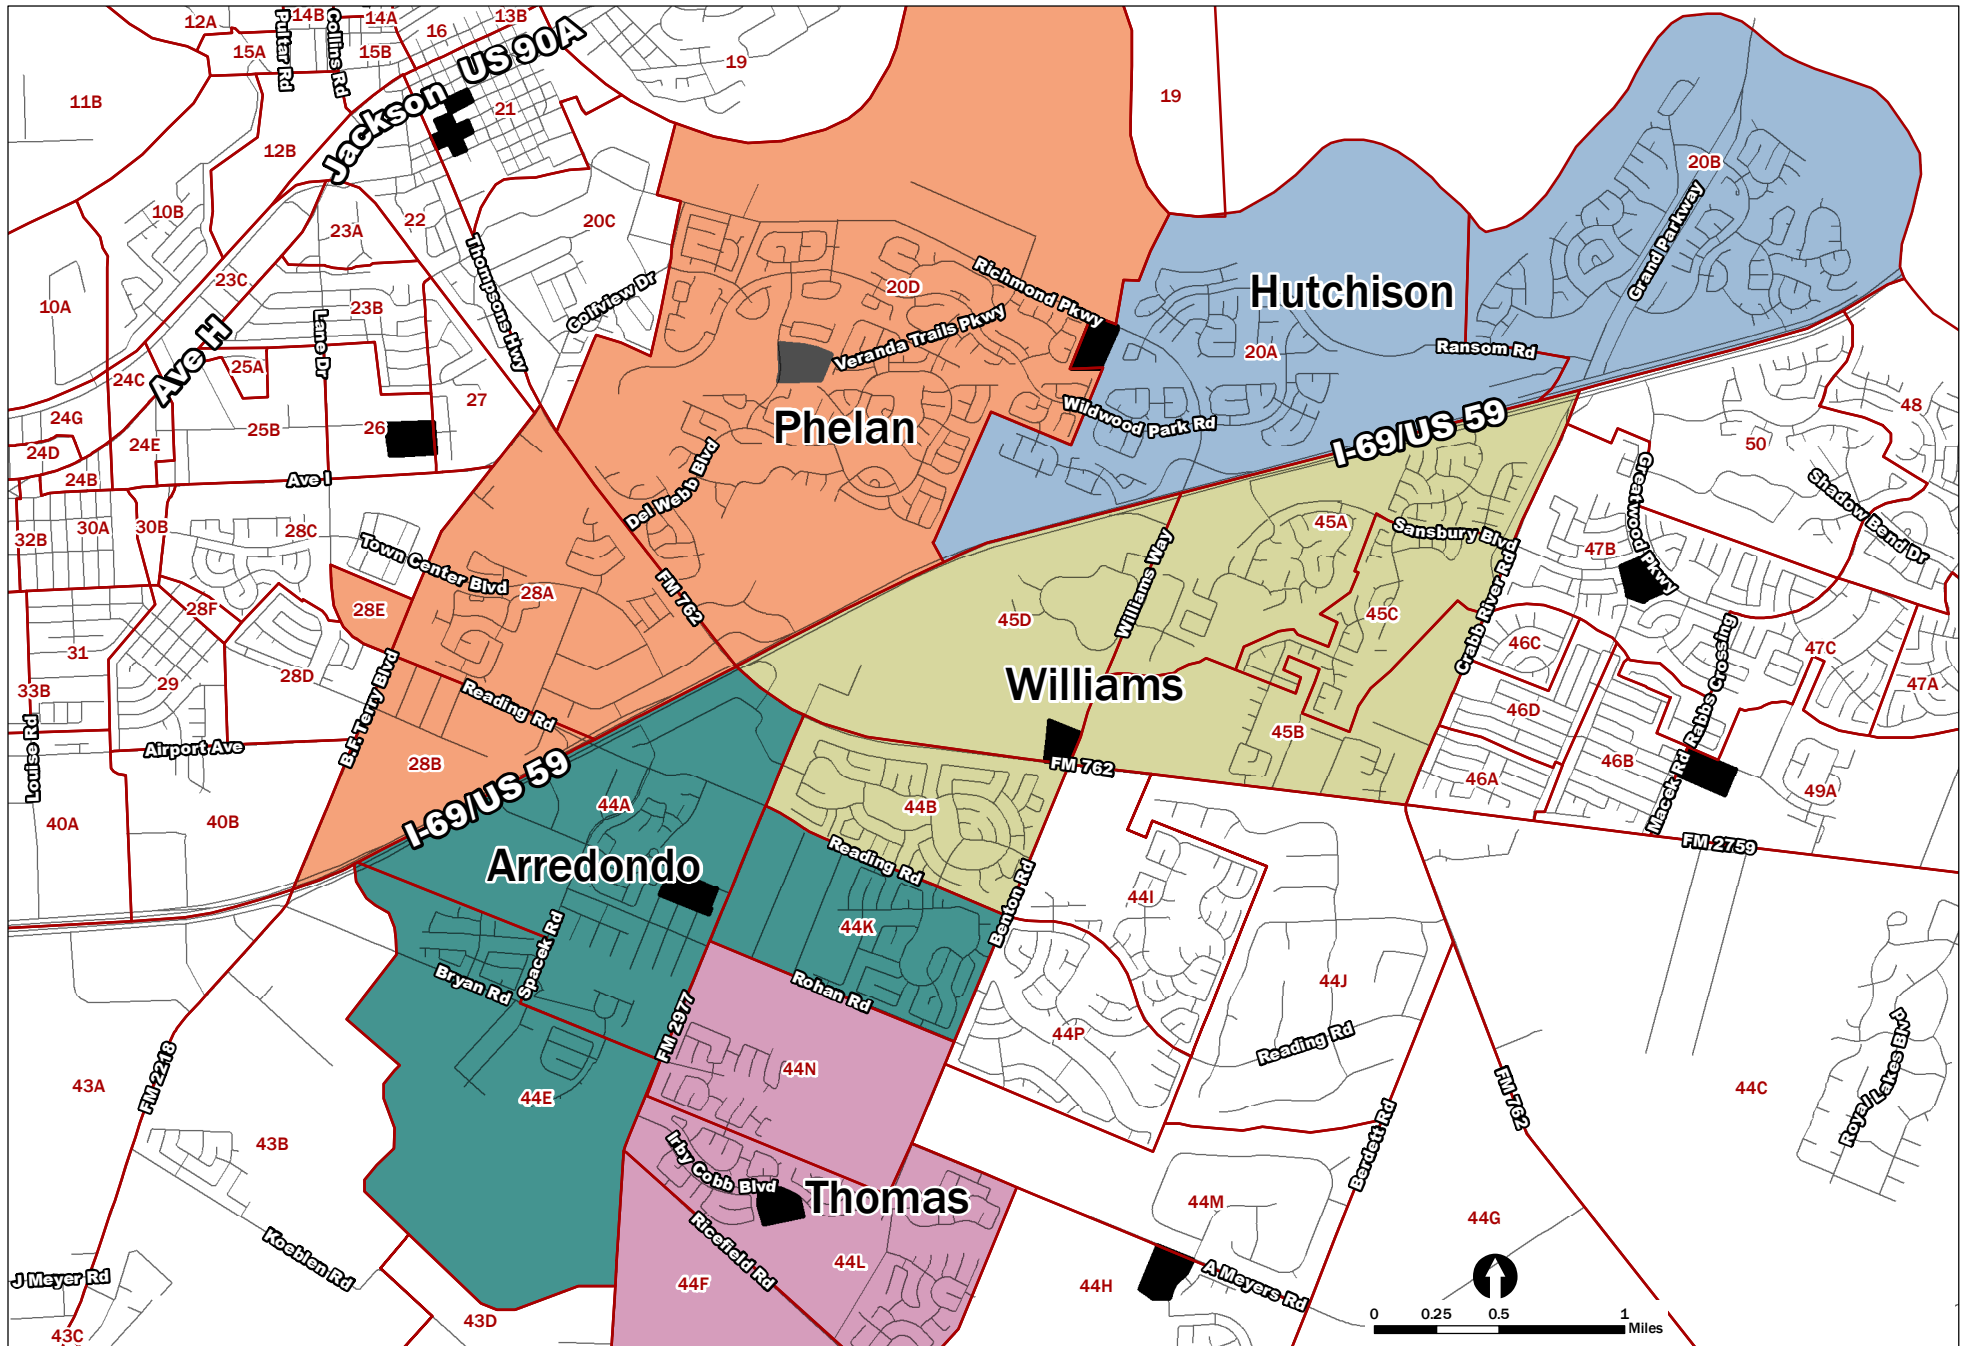 12A
Pultar Rd
14B
Collins Rd
14A
13B
16
15A
15B
US 90A
19
19
11B
Jackson
21
12B
20B
10B
22
23A
20C
Grand Parkway
Thompsons Hwy
Golfview Dr
Richmond Pkwy
Hutchison
23C
20D
10A
23B
Lane Dr
Ave H
Veranda Trails Pkwy
20A
Ransom Rd
24C
25A
27
Wildwood Park Rd
48
24G
25B
26
Phelan
I-69/US 59
50
24D
24E
24B
Ave I
Del Webb Blvd
Greatwood Pkwy
Shadow Bend Dr
30A
30B
28C
32B
45A
Sansbury Blvd
47B
Town Center Blvd
28A
FM 762
Williams Way
28E
28F
45D
45C
Crabb River Rd
46C
31
29
28D
47C
33B
B.F. Terry Blvd
Reading Rd
Williams
47A
Louise Rd
46D
Rabbs Crossing
45B
Airport Ave
28B
I-69/US 59
FM 762
46A
46B
Macek Rd
49A
40A
40B
44A
44B
FM 2759
Arredondo
Reading Rd
Benton Rd
44I
44K
Spacek Rd
Bryan Rd
Rohan Rd
44J
FM 2977
44P
Reading Rd
Royal Lakes Blvd
43A
FM 2218
44N
44E
FM 762
44C
43B
Irby Cobb Blvd
Berdett Rd
Thomas
44M
44G
Koeblen Rd
Ricefield Rd
44L
J Meyer Rd
44F
44H
A Meyers Rd
43D
43C
0 0.25 0.5 1
Miles